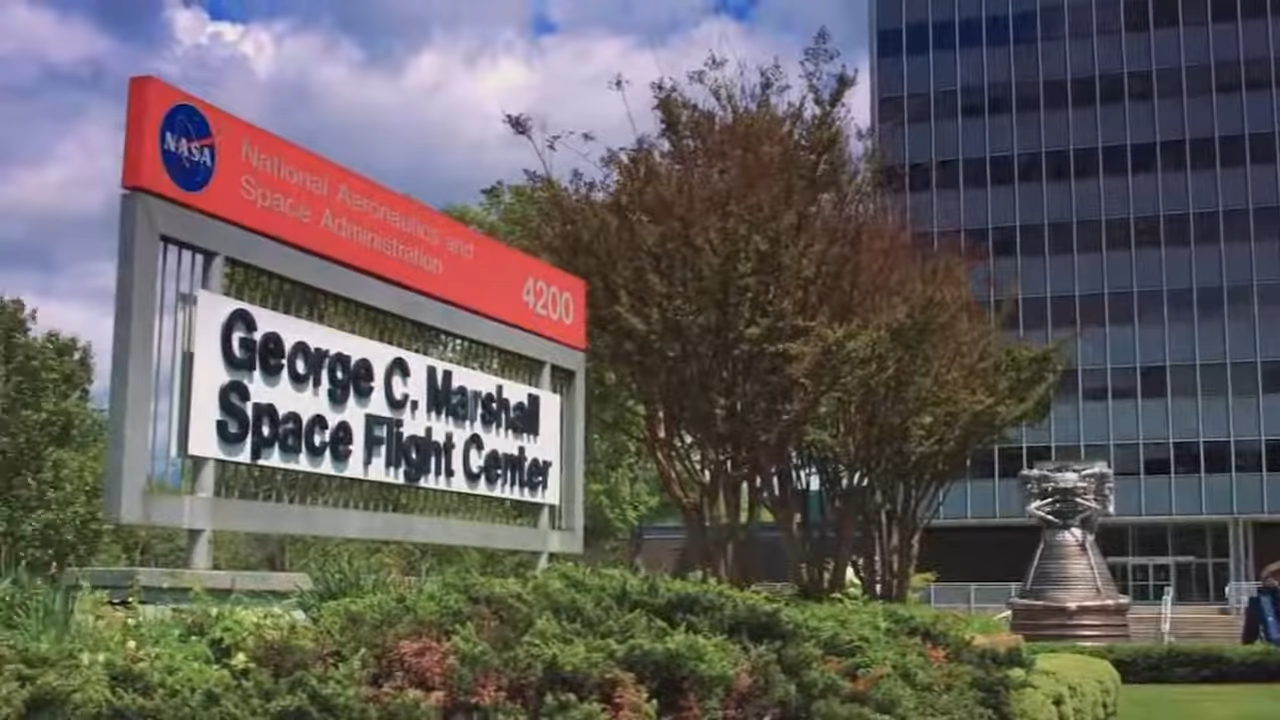 NASA
National Aeronautics and
Space Administration
4200
George C. Marshall
Space Flight Center